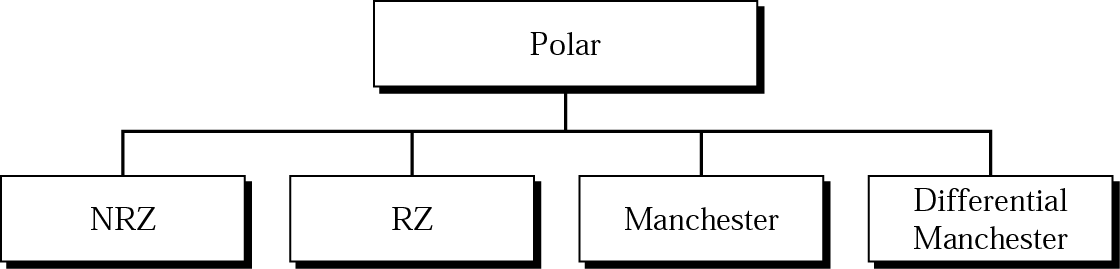 Polar
NRZ
RZ
Manchester
Differential
Manchester